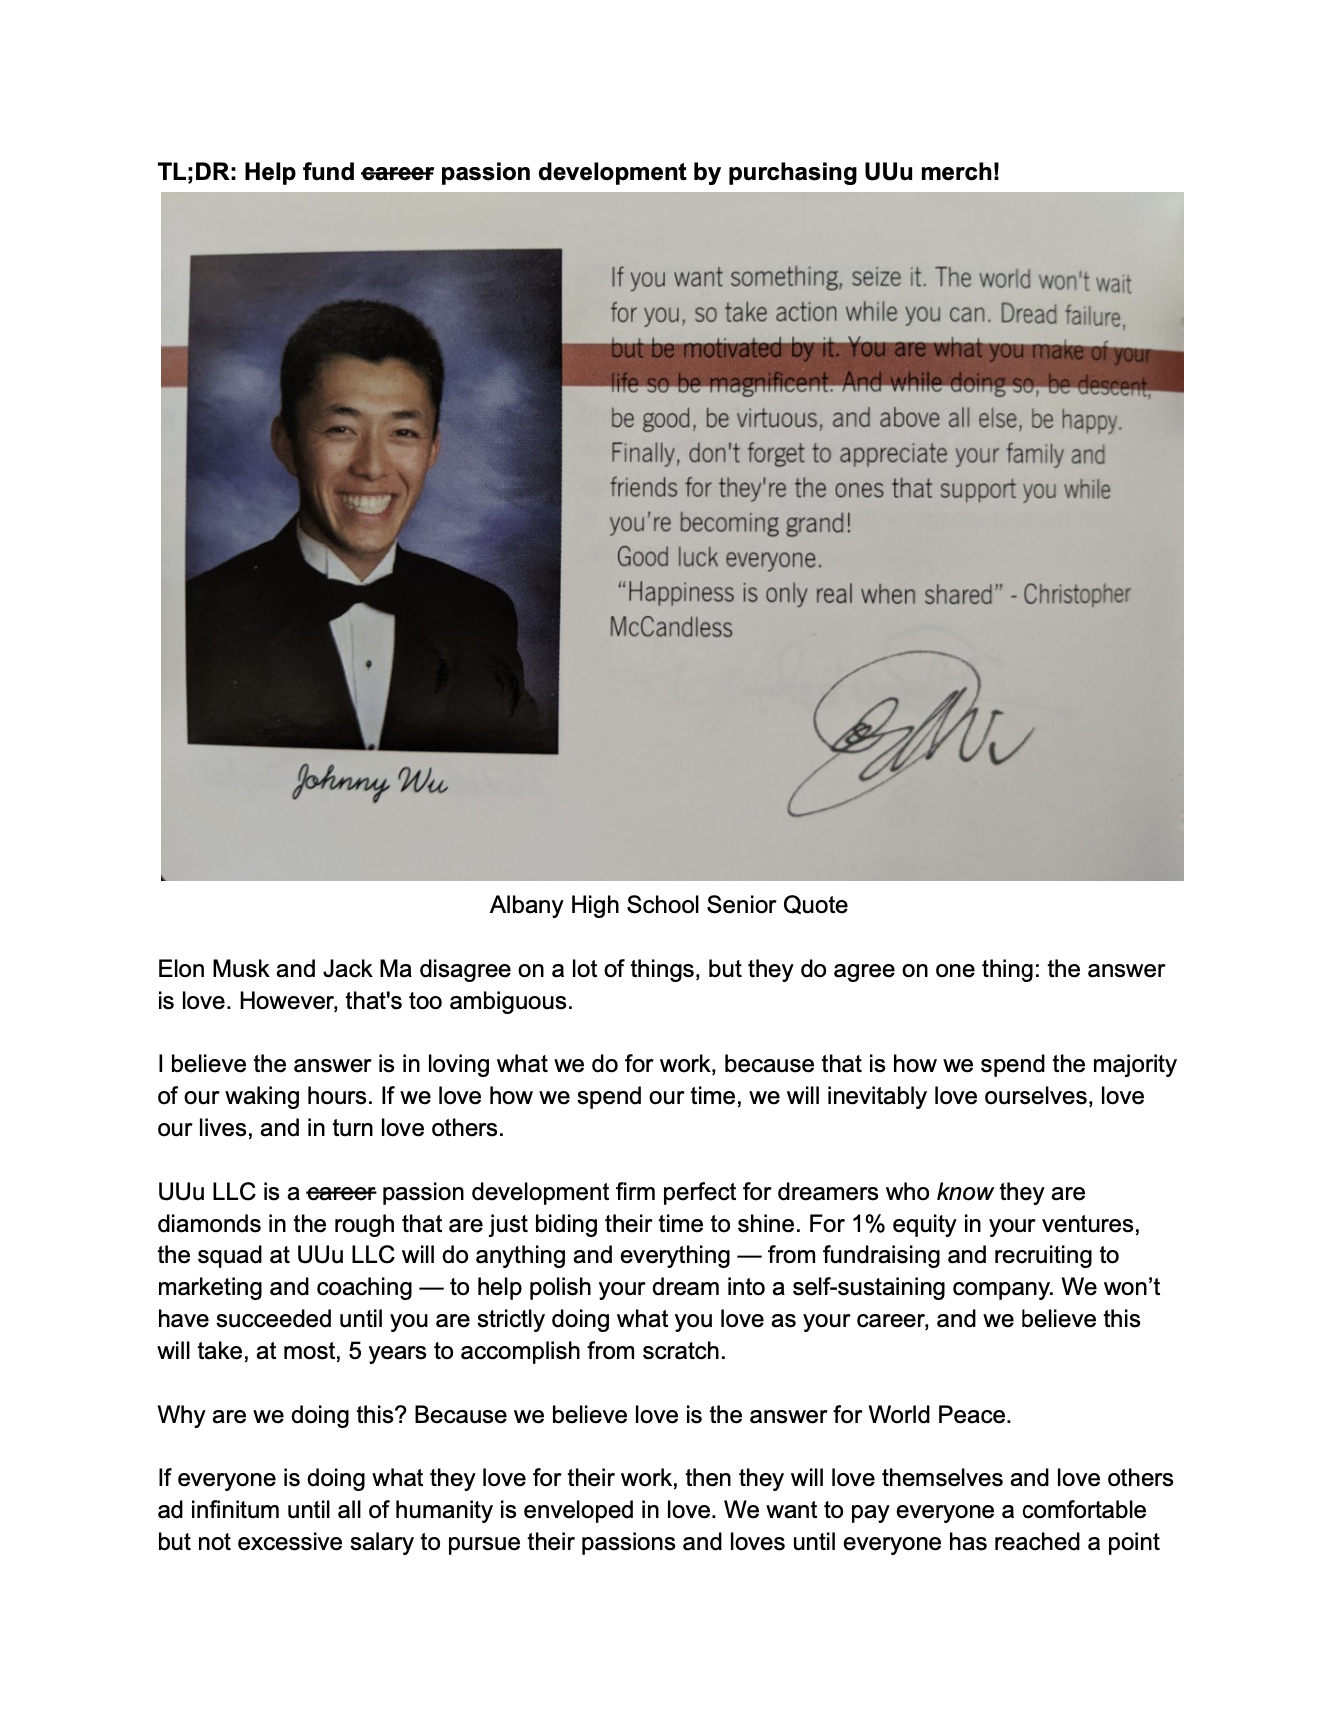 TL;DR: Help fund career passion development by purchasing UUu merch!
If you want something, seize it. The world won't wait
for you, so take action while you can. Dread failure,
but be motivated by it. You are what you make of your
life so be magnificent. And while doing so, be descent,
be good, be virtuous, and above all else, be happy.
Finally, don't forget to appreciate your family and
friends for they're the ones that support you while
you're becoming grand!
Good luck everyone.
“Happiness is only real when shared” - Christopher
McCandless
Johnny Wu
Albany High School Senior Quote
Elon Musk and Jack Ma disagree on a lot of things, but they do agree on one thing: the answer
is love. However, that's too ambiguous.
I believe the answer is in loving what we do for work, because that is how we spend the majority
of our waking hours. If we love how we spend our time, we will inevitably love ourselves, love
our lives, and in turn love others.
UUu LLC is a career passion development firm perfect for dreamers who know they are
diamonds in the rough that are just biding their time to shine. For 1% equity in your ventures,
the squad at UUu LLC will do anything and everything — from fundraising and recruiting to
marketing and coaching — to help polish your dream into a self-sustaining company. We won’t
have succeeded until you are strictly doing what you love as your career, and we believe this
will take, at most, 5 years to accomplish from scratch.
Why are we doing this? Because we believe love is the answer for World Peace.
If everyone is doing what they love for their work, then they will love themselves and love others
ad infinitum until all of humanity is enveloped in love. We want to pay everyone a comfortable
but not excessive salary to pursue their passions and loves until everyone has reached a point